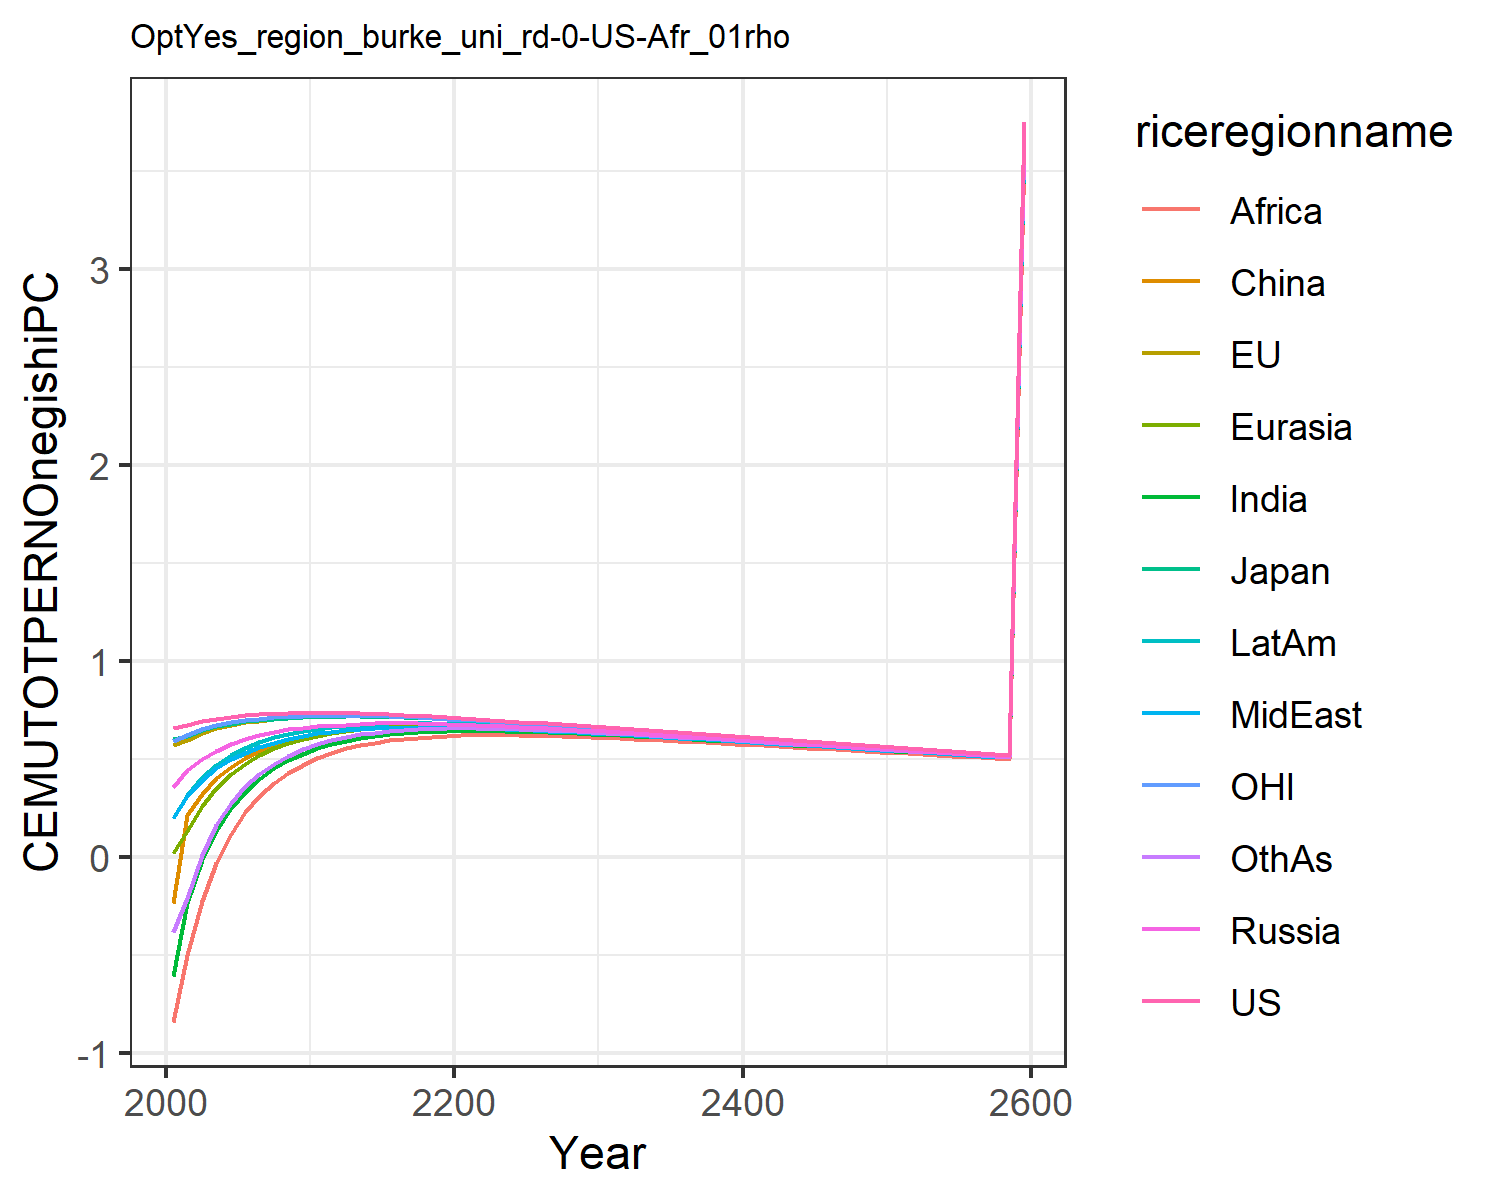 OptYes_region_burke_uni_rd-0-US-Afr_01rho
CEMUTOTPERNOnegishiPC
3
2
1
0
-1
2000
2200
2400
2600
Year
riceregionname
Africa
China
EU
Eurasia
India
Japan
LatAm
MidEast
OHI
OthAs
Russia
US